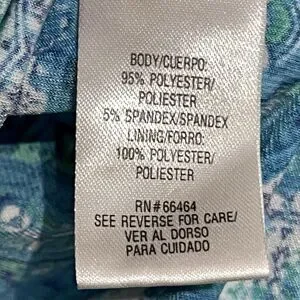 BODY/CUERPO:
95% POLYESTER/
POLIESTER
5% SPANDEX/SPANDEX
LINING/FORRO:
100% POLYESTER/
POLIESTER
RN# 66464
SEE REVERSE FOR CARE/
VER AL DORSO
PARA CUIDADO